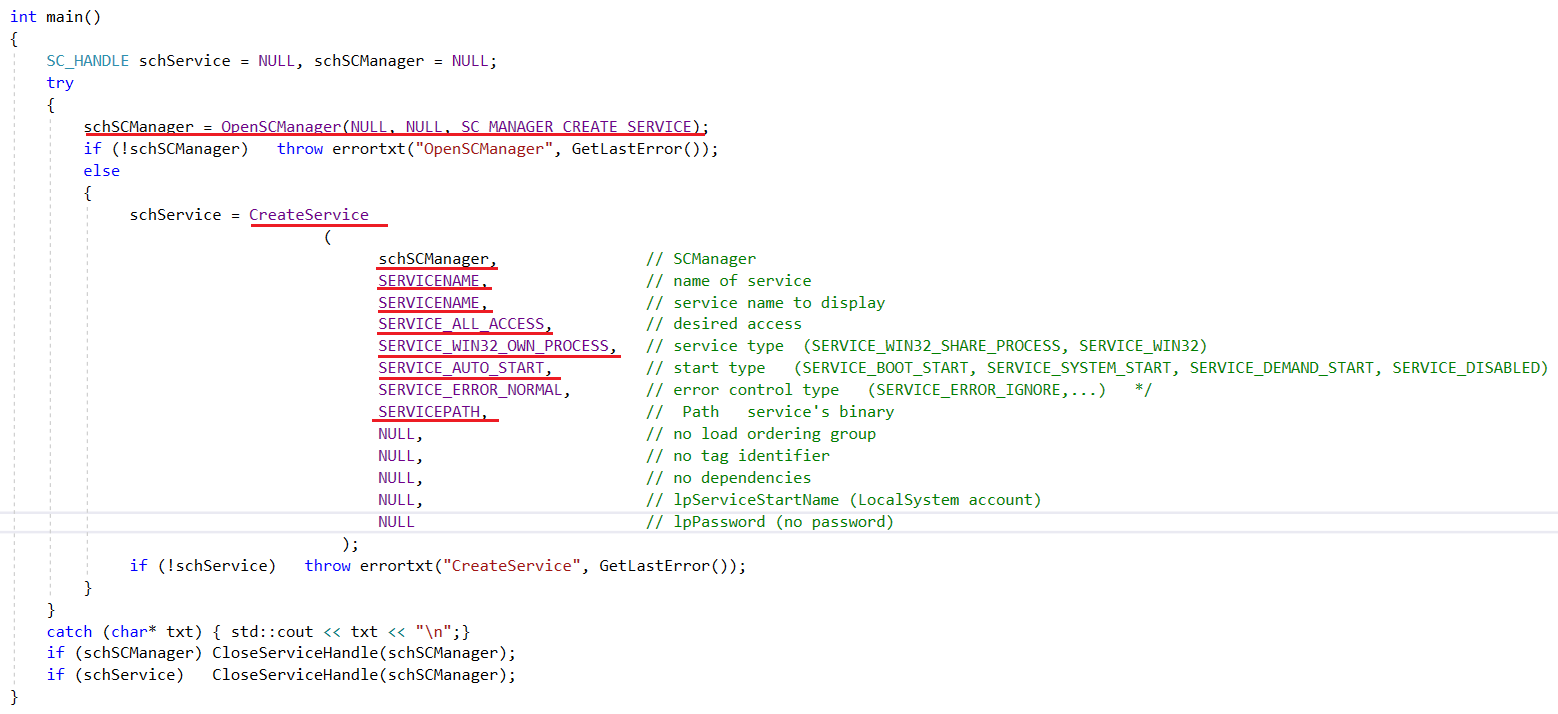 int main()
{
SC_HANDLE schService = NULL, schSCManager = NULL;
try
{
schSCManager = OpenSCManager(NULL, NULL, SC_MANAGER_CREATE_SERVICE);
if (!schSCManager)   throw errortxt("OpenSCManager", GetLastError());
else
{
schService = CreateService
(
schSCManager,   // SCManager
SERVICENAME,   // name of service
SERVICENAME,   // service name to display
SERVICE_ALL_ACCESS,   // desired access
SERVICE_WIN32_OWN_PROCESS,   // service type  (SERVICE_WIN32_SHARE_PROCESS, SERVICE_WIN32)
SERVICE_AUTO_START,   // start type   (SERVICE_BOOT_START, SERVICE_SYSTEM_START, SERVICE_DEMAND_START, SERVICE_DISABLED)
SERVICE_ERROR_NORMAL,   // error control type   (SERVICE_ERROR_IGNORE,...)   */
SERVICEPATH,   //  Path   service's binary
NULL,   // no load ordering group
NULL,   // no tag identifier
NULL,   // no dependencies
NULL,   // lpServiceStartName (LocalSystem account)
NULL   // lpPassword (no password)
);
if (!schService)   throw errortxt("CreateService", GetLastError());
}
}
catch (char* txt) { std::cout << txt << "\n";}
if (schSCManager) CloseServiceHandle(schSCManager);
if (schService)   CloseServiceHandle(schSCManager);
}